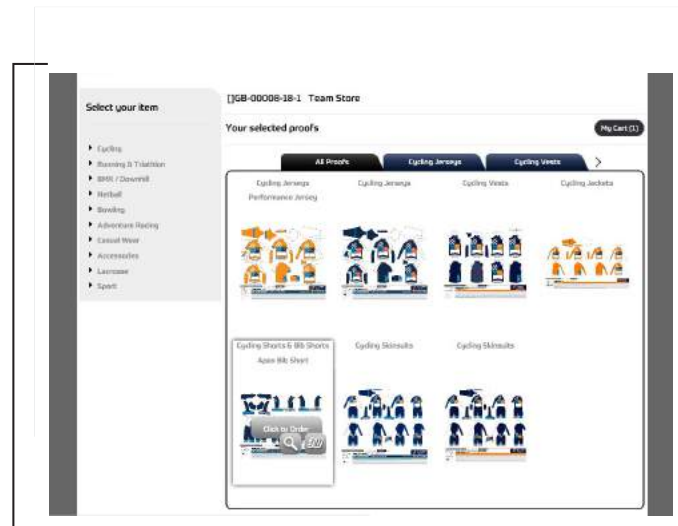 []GB-00008-18-1 Team Store
Select your item
Your selected proofs
My Cart (1)
Cycling
Running & Triathlon
BMX / Downhill
Netball
Bowling
Adventure Racing
Casual Wear
Accessories
Lacrosse
Sport
All Proofs
Cycling Jerseys
Cycling Vests
Cycling Jerseys
Performance Jersey
Cycling Jerseys
Cycling Vests
Cycling Jackets
Cycling Shorts & Bib Shorts
Apex Bib Short
Click to Order
Cycling Skinsuits
Cycling Skinsuits